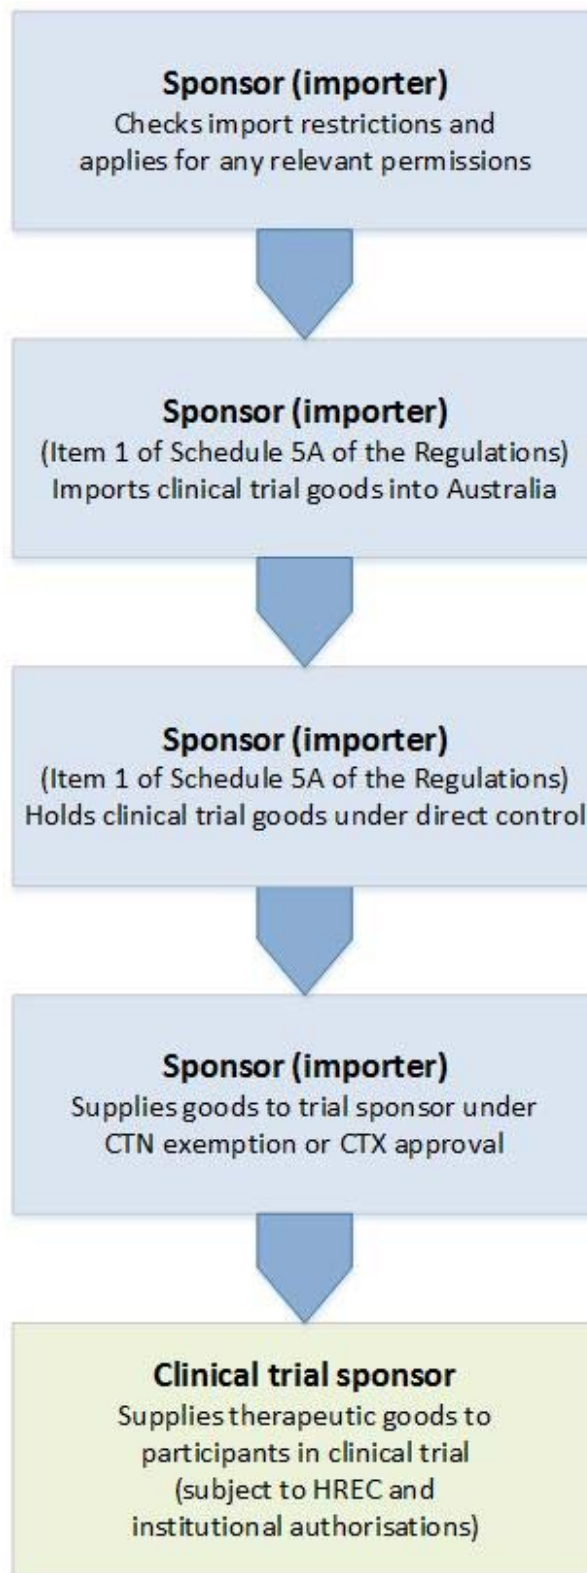 Sponsor (importer)
Checks import restrictions and
applies for any relevant permissions
Sponsor (importer)
(Item 1 of Schedule 5A of the Regulations)
Imports clinical trial goods into Australia
Sponsor (importer)
(Item 1 of Schedule 5A of the Regulations)
Holds clinical trial goods under direct control
Sponsor (importer)
Supplies goods to trial sponsor under
CTN exemption or CTX approval
Clinical trial sponsor
Supplies therapeutic goods to
participants in clinical trial
(subject to HREC and
institutional authorisations)